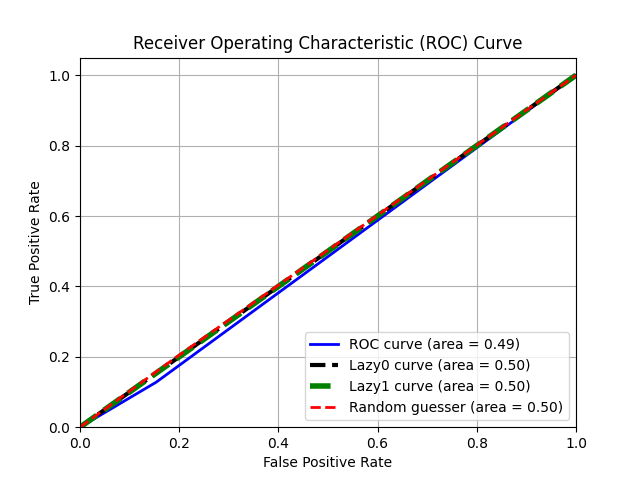 Receiver Operating Characteristic (ROC) Curve
1.0
0.8
0.6
0.4
0.2
0.0
True Positive Rate
ROC curve (area = 0.49)
Lazy0 curve (area = 0.50)
Lazy1 curve (area = 0.50)
Random guesser (area = 0.50)
0.0 0.2 0.4 0.6 0.8 1.0
False Positive Rate